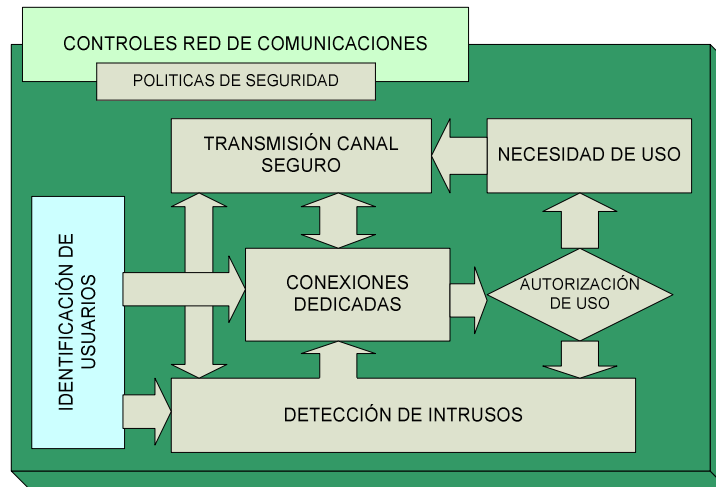 CONTROLES RED DE COMUNICACIONES
POLITICAS DE SEGURIDAD
TRANSMISIÓN CANAL
SEGURO
NECESIDAD DE USO
IDENTIFICACIÓN DE
USUARIOS
CONEXIONES
DEDICADAS
AUTORIZACIÓN
DE USO
DETECCIÓN DE INTRUSOS